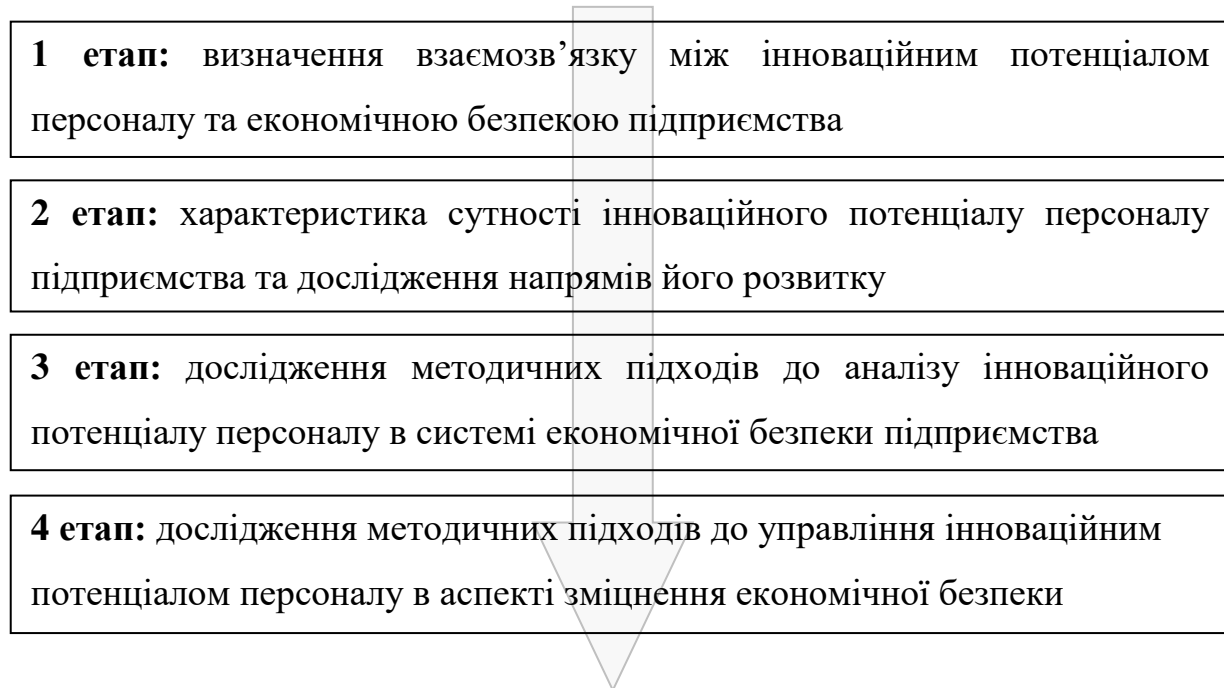 1 етап: визначення взаємозв’язку між інноваційним потенціалом
персоналу та економічною безпекою підприємства
2 етап: характеристика сутності інноваційного потенціалу персоналу
підприємства та дослідження напрямів його розвитку
3 етап: дослідження методичних підходів до аналізу інноваційного
потенціалу персоналу в системі економічної безпеки підприємства
4 етап: дослідження методичних підходів до управління інноваційним
потенціалом персоналу в аспекті зміцнення економічної безпеки